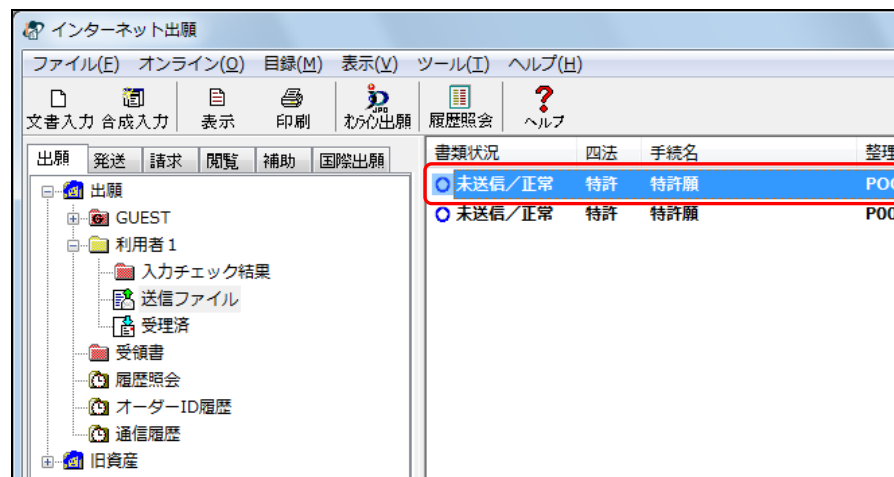 インターネット出願
ファイル(F) オンライン(O) 目録(M) 表示(V) ツール(T) ヘルプ(H)
文書入力 合成入力 表示 印刷 オンライン出願 履歴照会 ヘルプ
出願 発送 請求 閲覧 補助 国際出願
書類状況 四法 手続名 整理
未送信／正常 特許 特許願 POO
未送信／正常 特許 特許願 POO
出願
GUEST
利用者1
入力チェック結果
送信ファイル
受理済
受領書
履歴照会
オーダーID履歴
通信履歴
旧資産